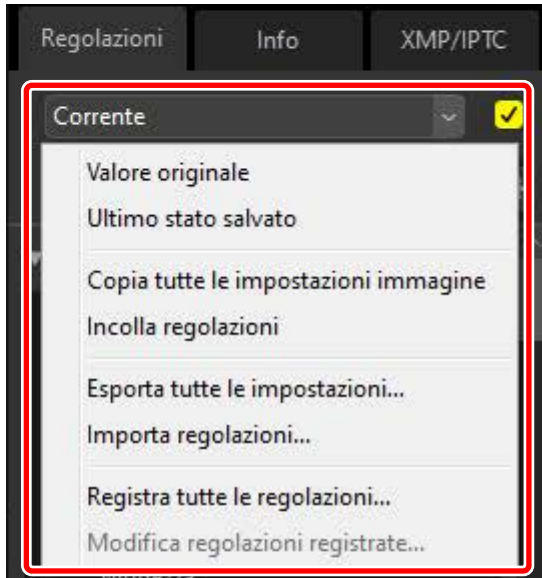 Regolazioni Info XMP/IPTC
Corrente
Valore originale
Ultimo stato salvato
Copia tutte le impostazioni immagine
Incolla regolazioni
Esporta tutte le impostazioni...
Importa regolazioni...
Registra tutte le regolazioni...
Modifica regolazioni registrate...